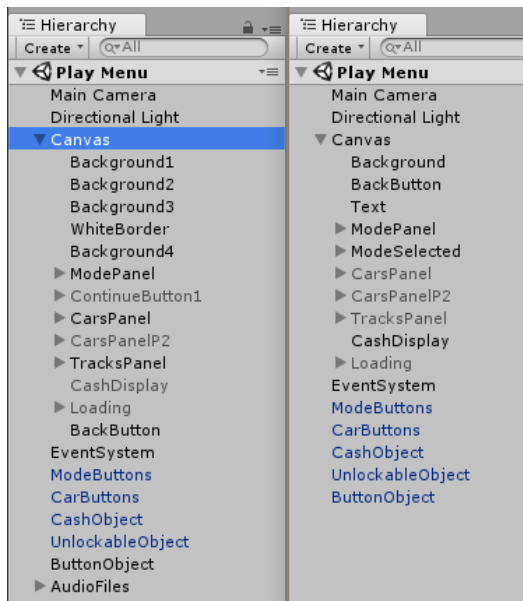 Hierarchy
Create
All
Play Menu
Main Camera
Directional Light
Canvas
Background1
Background2
Background3
WhiteBorder
Background4
ModePanel
ContinueButton1
CarsPanel
CarsPanelP2
TracksPanel
CashDisplay
Loading
BackButton
EventSystem
ModeButtons
CarButtons
CashObject
UnlockableObject
ButtonObject
AudioFiles
Hierarchy
Create
All
Play Menu
Main Camera
Directional Light
Canvas
Background
BackButton
Text
ModePanel
ModeSelected
CarsPanel
CarsPanelP2
TracksPanel
CashDisplay
Loading
EventSystem
ModeButtons
CarButtons
CashObject
UnlockableObject
ButtonObject